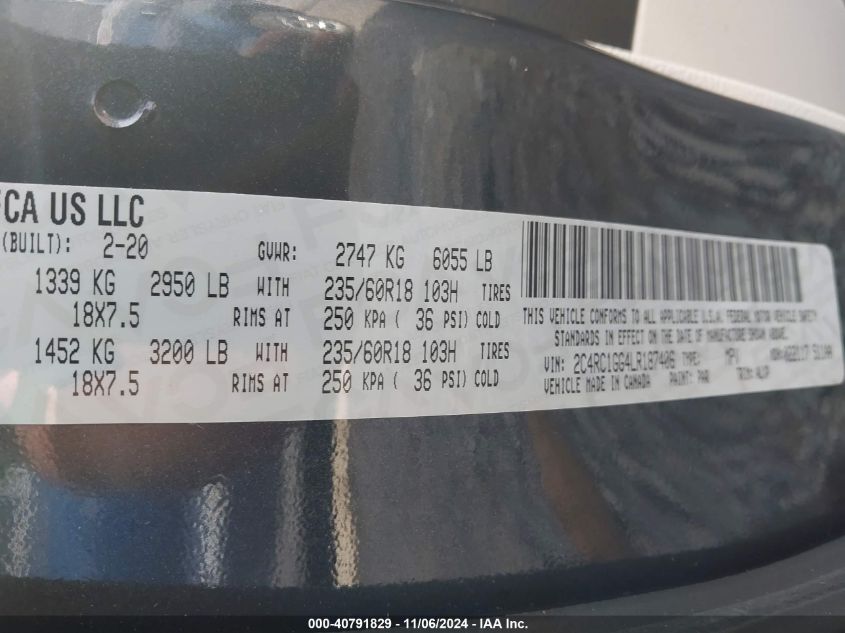 FCA US LLC
(BUILT): 2-20 GVWR: 2747 KG 6055 LB
1339 KG 2950 LB WITH 235/60R18 103H TIRES
18X7.5 RIMS AT 250 KPA ( 36 PSI) COLD
1452 KG 3200 LB WITH 235/60R18 103H TIRES
18X7.5 RIMS AT 250 KPA ( 36 PSI) COLD
THIS VEHICLE CONFORMS TO ALL APPLICABLE U.S.A. FEDERAL MOTOR VEHICLE SAFETY
STANDARDS IN EFFECT ON THE DATE OF MANUFACTURE SHOWN ABOVE.
VIN: 2C4RC1GG4LR187406 TYPE: MPV MDH:
VEHICLE MADE IN CANADA PAINT: PAR TRIM:
000-40791829 - 11/06/2024 - IAA Inc.